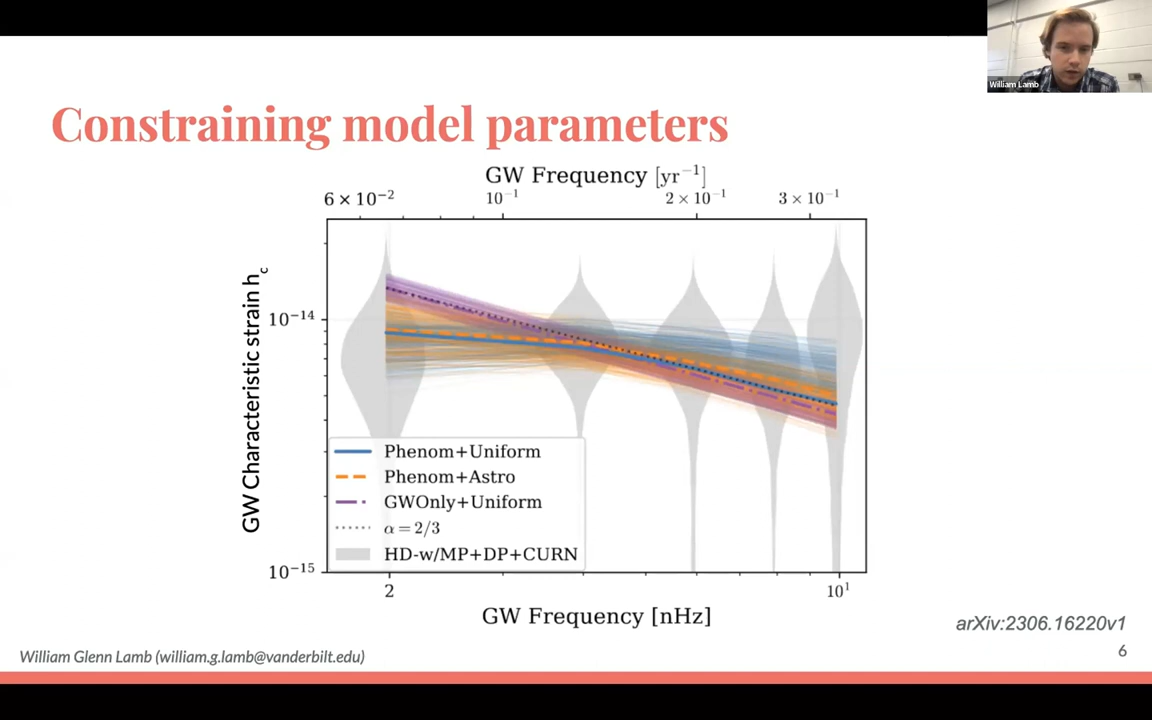 William Lamb
Constraining model parameters
GW Frequency [yr⁻¹]
6 × 10⁻² 10⁻¹ 2 × 10⁻¹ 3 × 10⁻¹
GW Characteristic strain h_c
10⁻¹⁴
Phenom+Uniform
Phenom+Astro
GWOnly+Uniform
α = 2/3
HD-w/MP+DP+CURN
10⁻¹⁵
2 10¹
GW Frequency [nHz]
arXiv:2306.16220v1
6
William Glenn Lamb (william.g.lamb@vanderbilt.edu)